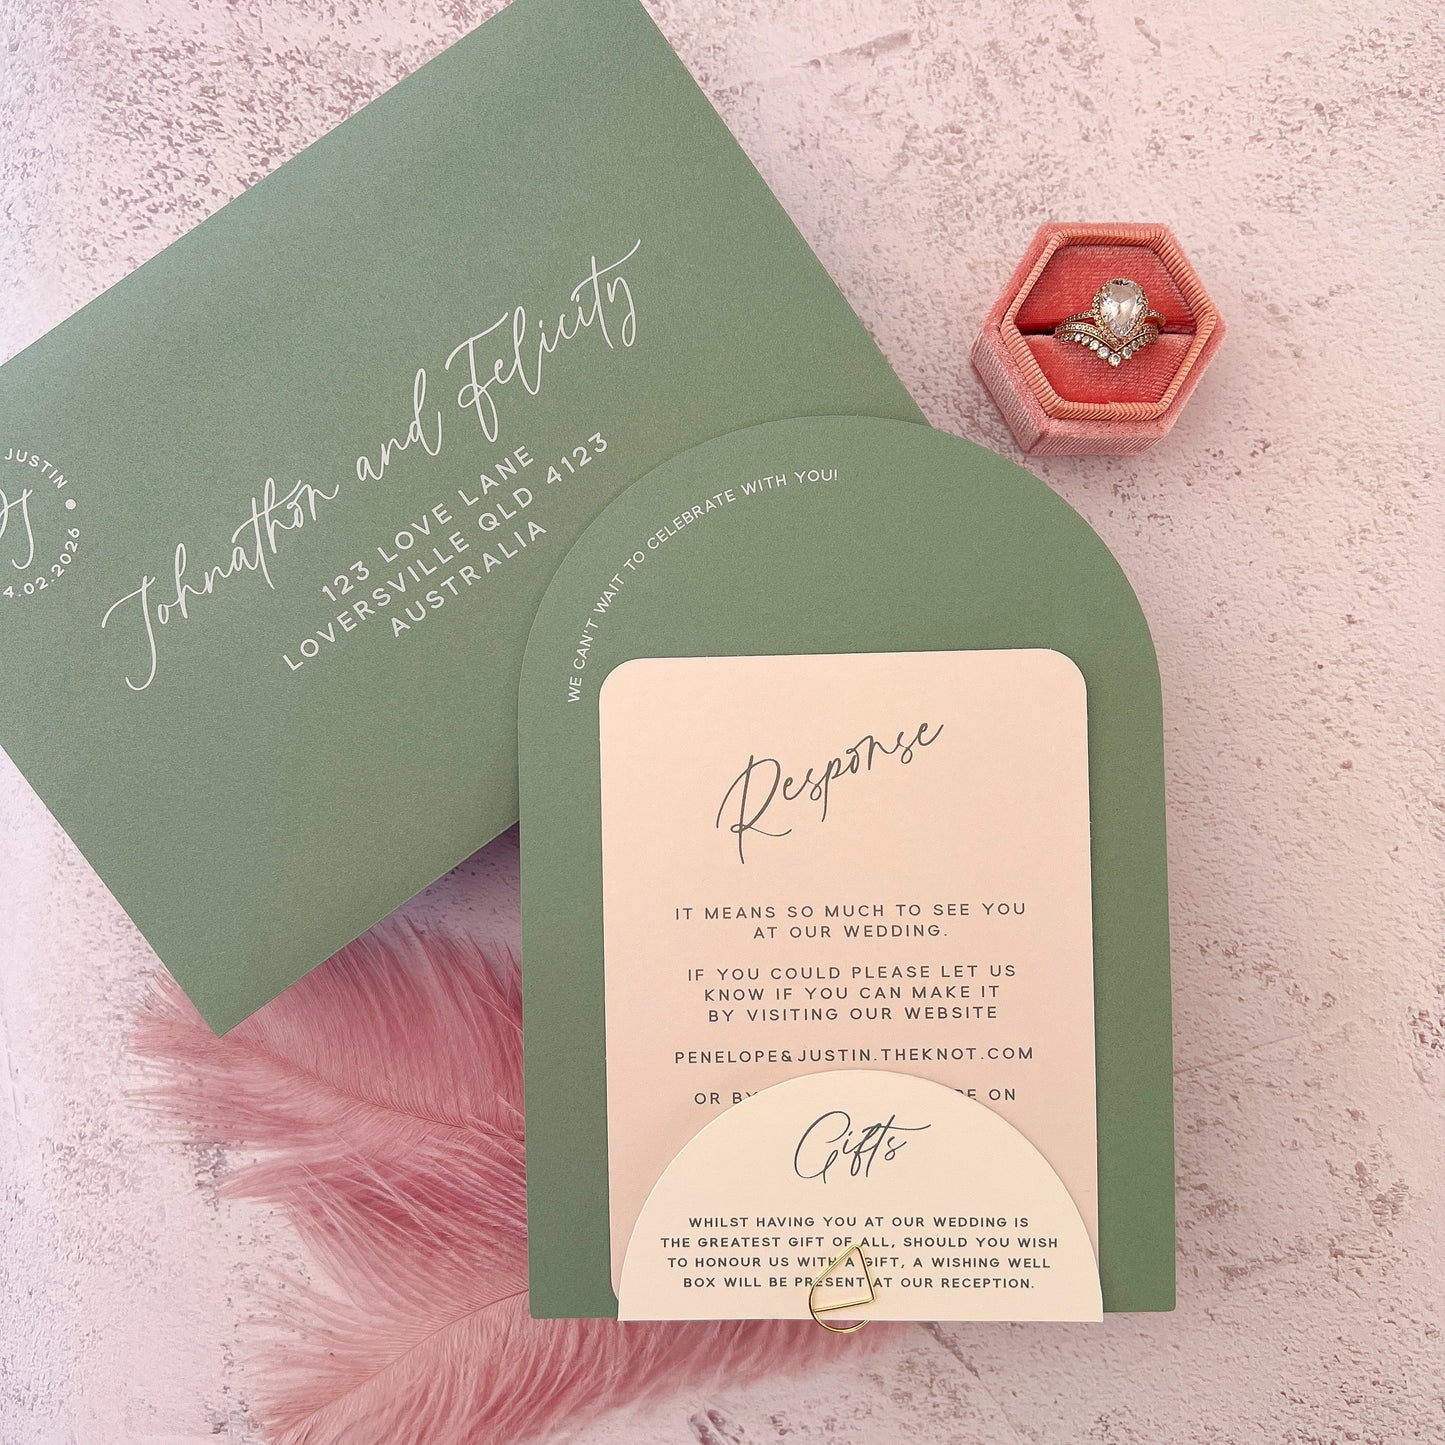 JUSTIN
4.02.2026
Johnathon and Felicity
123 LOVE LANE
LOVERSVILLE QLD 4123
AUSTRALIA
WE CAN'T WAIT TO CELEBRATE WITH YOU!
Response
IT MEANS SO MUCH TO SEE YOU
AT OUR WEDDING.
IF YOU COULD PLEASE LET US
KNOW IF YOU CAN MAKE IT
BY VISITING OUR WEBSITE
PENELOPE&JUSTIN.THEKNOT.COM
OR BY ON
Gifts
WHILST HAVING YOU AT OUR WEDDING IS
THE GREATEST GIFT OF ALL, SHOULD YOU WISH
TO HONOUR US WITH A GIFT, A WISHING WELL
BOX WILL BE PRESENT AT OUR RECEPTION.